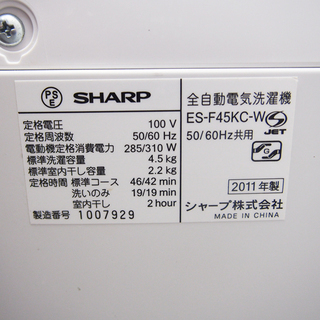 PS
E
SHARP
定格電圧 100 V
定格周波数 50/60 Hz
電動機定格消費電力 285/310 W
標準洗濯容量 4.5 kg
標準室内干し容量 2.2 kg
定格時間 標準コース 46/42 min
洗いのみ 19/19 min
室内干し 2 hour
製造番号 1007929
全自動電気洗濯機
ES-F45KC-W
50/60Hz共用
S JET
G
2011年製
シャープ株式会社
MADE IN CHINA